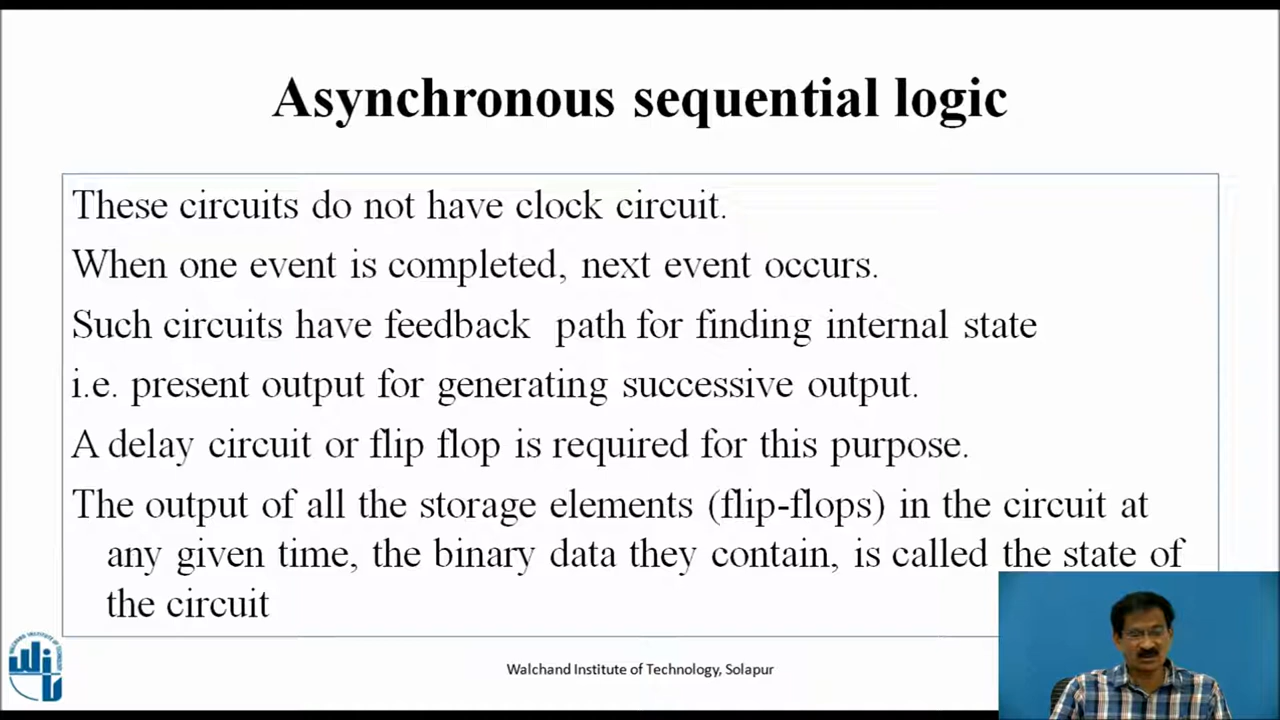 Asynchronous sequential logic
These circuits do not have clock circuit.
When one event is completed, next event occurs.
Such circuits have feedback path for finding internal state
i.e. present output for generating successive output.
A delay circuit or flip flop is required for this purpose.
The output of all the storage elements (flip-flops) in the circuit at
any given time, the binary data they contain, is called the state of
the circuit
WALCHAND INSTITUTE OF TECHNOLOGY
Walchand Institute of Technology, Solapur